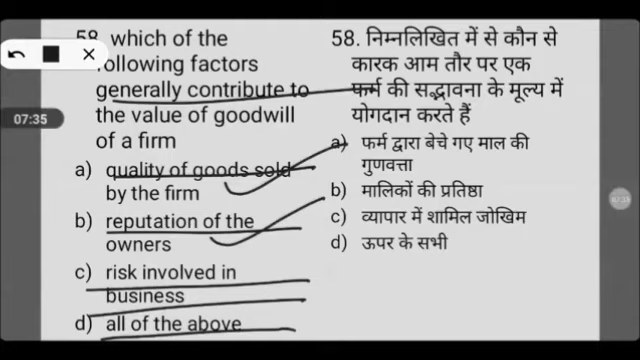 58. which of the
following factors
generally contribute to
the value of goodwill
of a firm
a) quality of goods sold
by the firm
b) reputation of the
owners
c) risk involved in
business
d) all of the above
58. निम्नलिखित में से कौन से
कारक आम तौर पर एक
फर्म की सद्भावना के मूल्य में
योगदान करते हैं
a) फर्म द्वारा बेचे गए माल की
गुणवत्ता
b) मालिकों की प्रतिष्ठा
c) व्यापार में शामिल जोखिम
d) ऊपर के सभी
07:35